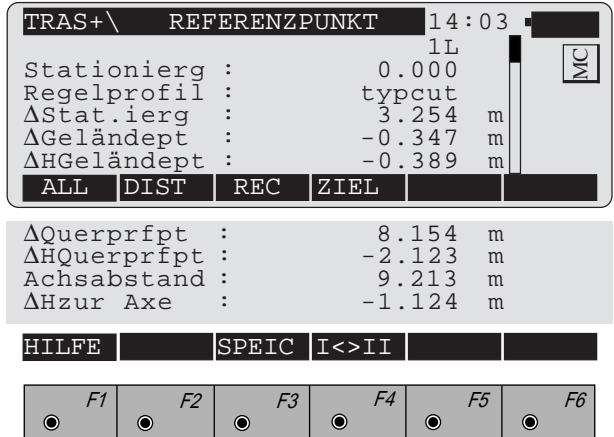 TRAS+\ REFERENZPUNKT 14:03
1L
MC
Stationierg : 0.000
Regelprofil : typcut
ΔStat.ierg : 3.254 m
ΔGeländept : -0.347 m
ΔHGeländept : -0.389 m
ALL DIST REC ZIEL
ΔQuerprfpt : 8.154 m
ΔHQuerprfpt : -2.123 m
Achsabstand : 9.213 m
ΔHzur Axe : -1.124 m
HILFE SPEIC I<>II
F1 F2 F3 F4 F5 F6